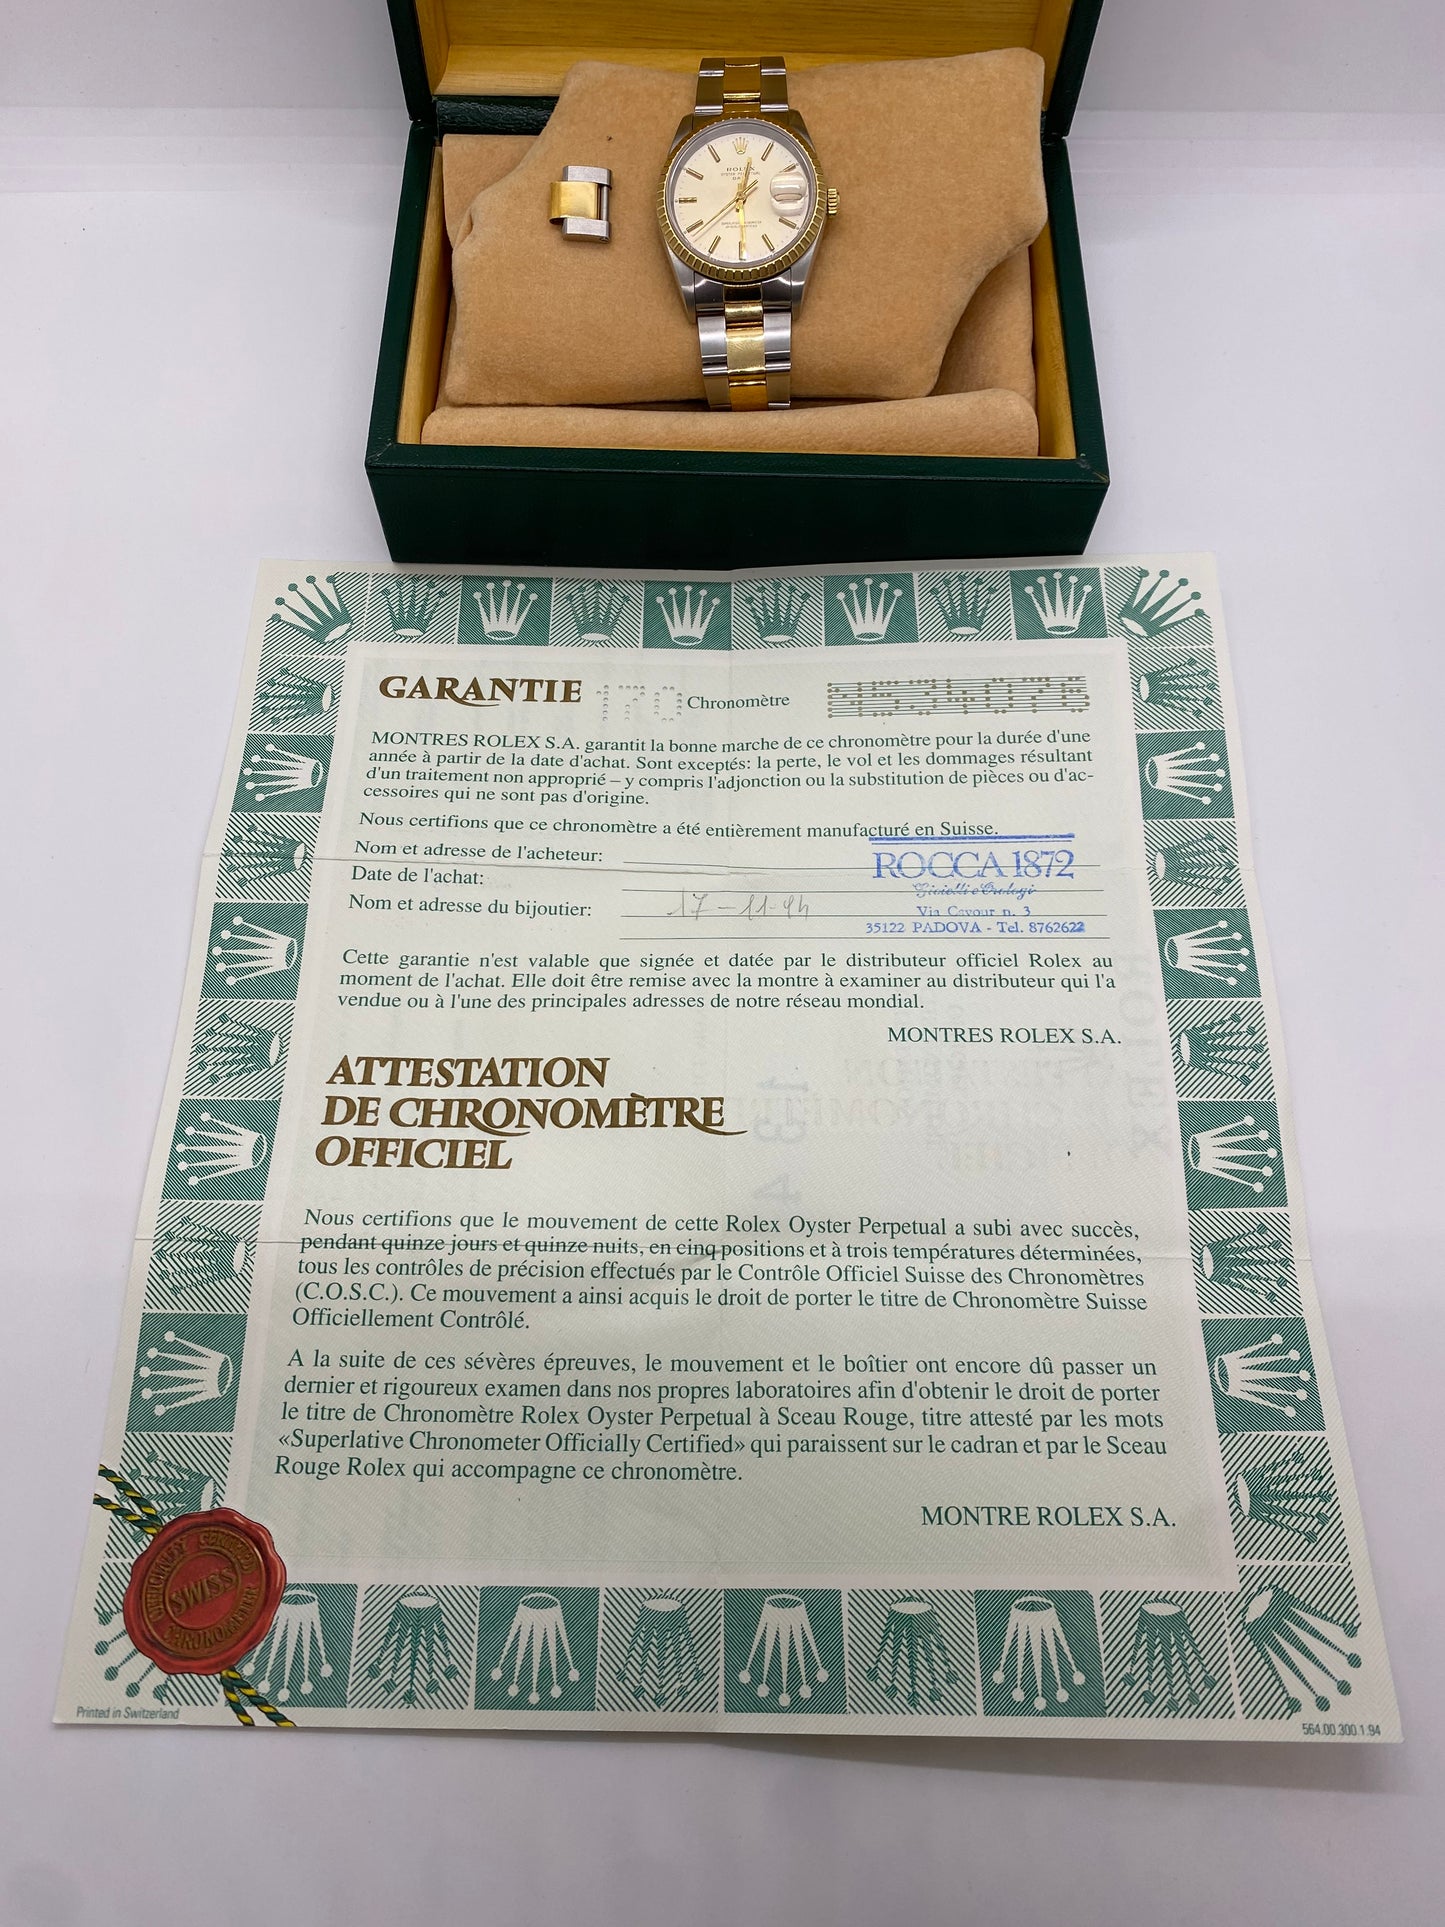 ROLEX
OYSTER PERPETUAL
DATE
GARANTIE 170 Chronomètre N534076
MONTRES ROLEX S.A. garantit la bonne marche de ce chronomètre pour la durée d'une
année à partir de la date d'achat. Sont exceptés: la perte, le vol et les dommages résultant
d'un traitement non approprié – y compris l'adjonction ou la substitution de pièces ou d'ac-
cessoires qui ne sont pas d'origine.
Nous certifions que ce chronomètre a été entièrement manufacturé en Suisse.
Nom et adresse de l'acheteur:
Date de l'achat:
Nom et adresse du bijoutier: 17-11-94
ROCCA 1872
Gioielli e Orologi
Via Cavour n. 3
35122 PADOVA - Tel. 8762622
Cette garantie n'est valable que signée et datée par le distributeur officiel Rolex au
moment de l'achat. Elle doit être remise avec la montre à examiner au distributeur qui l'a
vendue ou à l'une des principales adresses de notre réseau mondial.
MONTRES ROLEX S.A.
ATTESTATION
DE CHRONOMÈTRE
OFFICIEL
Nous certifions que le mouvement de cette Rolex Oyster Perpetual a subi avec succès,
pendant quinze jours et quinze nuits, en cinq positions et à trois températures déterminées,
tous les contrôles de précision effectués par le Contrôle Officiel Suisse des Chronomètres
(C.O.S.C.). Ce mouvement a ainsi acquis le droit de porter le titre de Chronomètre Suisse
Officiellement Contrôlé.
A la suite de ces sévères épreuves, le mouvement et le boîtier ont encore dû passer un
dernier et rigoureux examen dans nos propres laboratoires afin d'obtenir le droit de porter
le titre de Chronomètre Rolex Oyster Perpetual à Sceau Rouge, titre attesté par les mots
«Superlative Chronometer Officially Certified» qui paraissent sur le cadran et par le Sceau
Rouge Rolex qui accompagne ce chronomètre.
MONTRE ROLEX S.A.
SWISS
CHRONOMETER
Printed in Switzerland
564.00.300.1.94